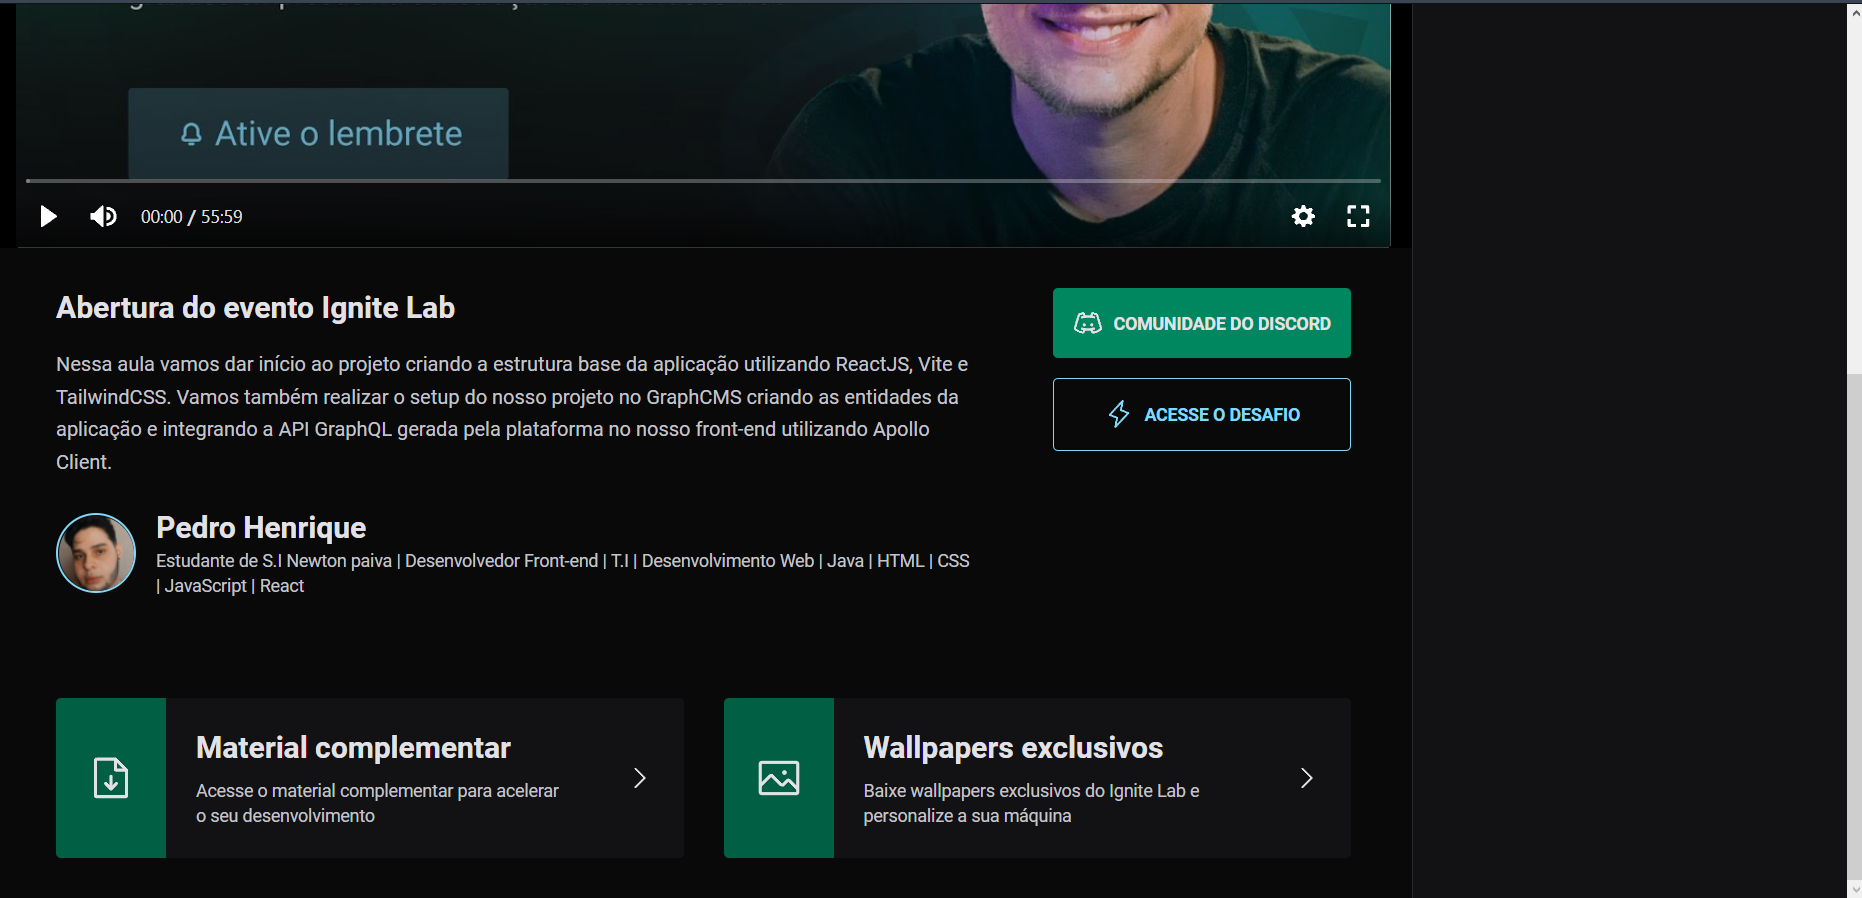 Ative o lembrete
00:00 / 55:59
Abertura do evento Ignite Lab
Nessa aula vamos dar início ao projeto criando a estrutura base da aplicação utilizando ReactJS, Vite e
TailwindCSS. Vamos também realizar o setup do nosso projeto no GraphCMS criando as entidades da
aplicação e integrando a API GraphQL gerada pela plataforma no nosso front-end utilizando Apollo
Client.
COMUNIDADE DO DISCORD
ACESSE O DESAFIO
Pedro Henrique
Estudante de S.I Newton paiva | Desenvolvedor Front-end | T.I | Desenvolvimento Web | Java | HTML | CSS
| JavaScript | React
Material complementar
Acesse o material complementar para acelerar
o seu desenvolvimento
Wallpapers exclusivos
Baixe wallpapers exclusivos do Ignite Lab e
personalize a sua máquina